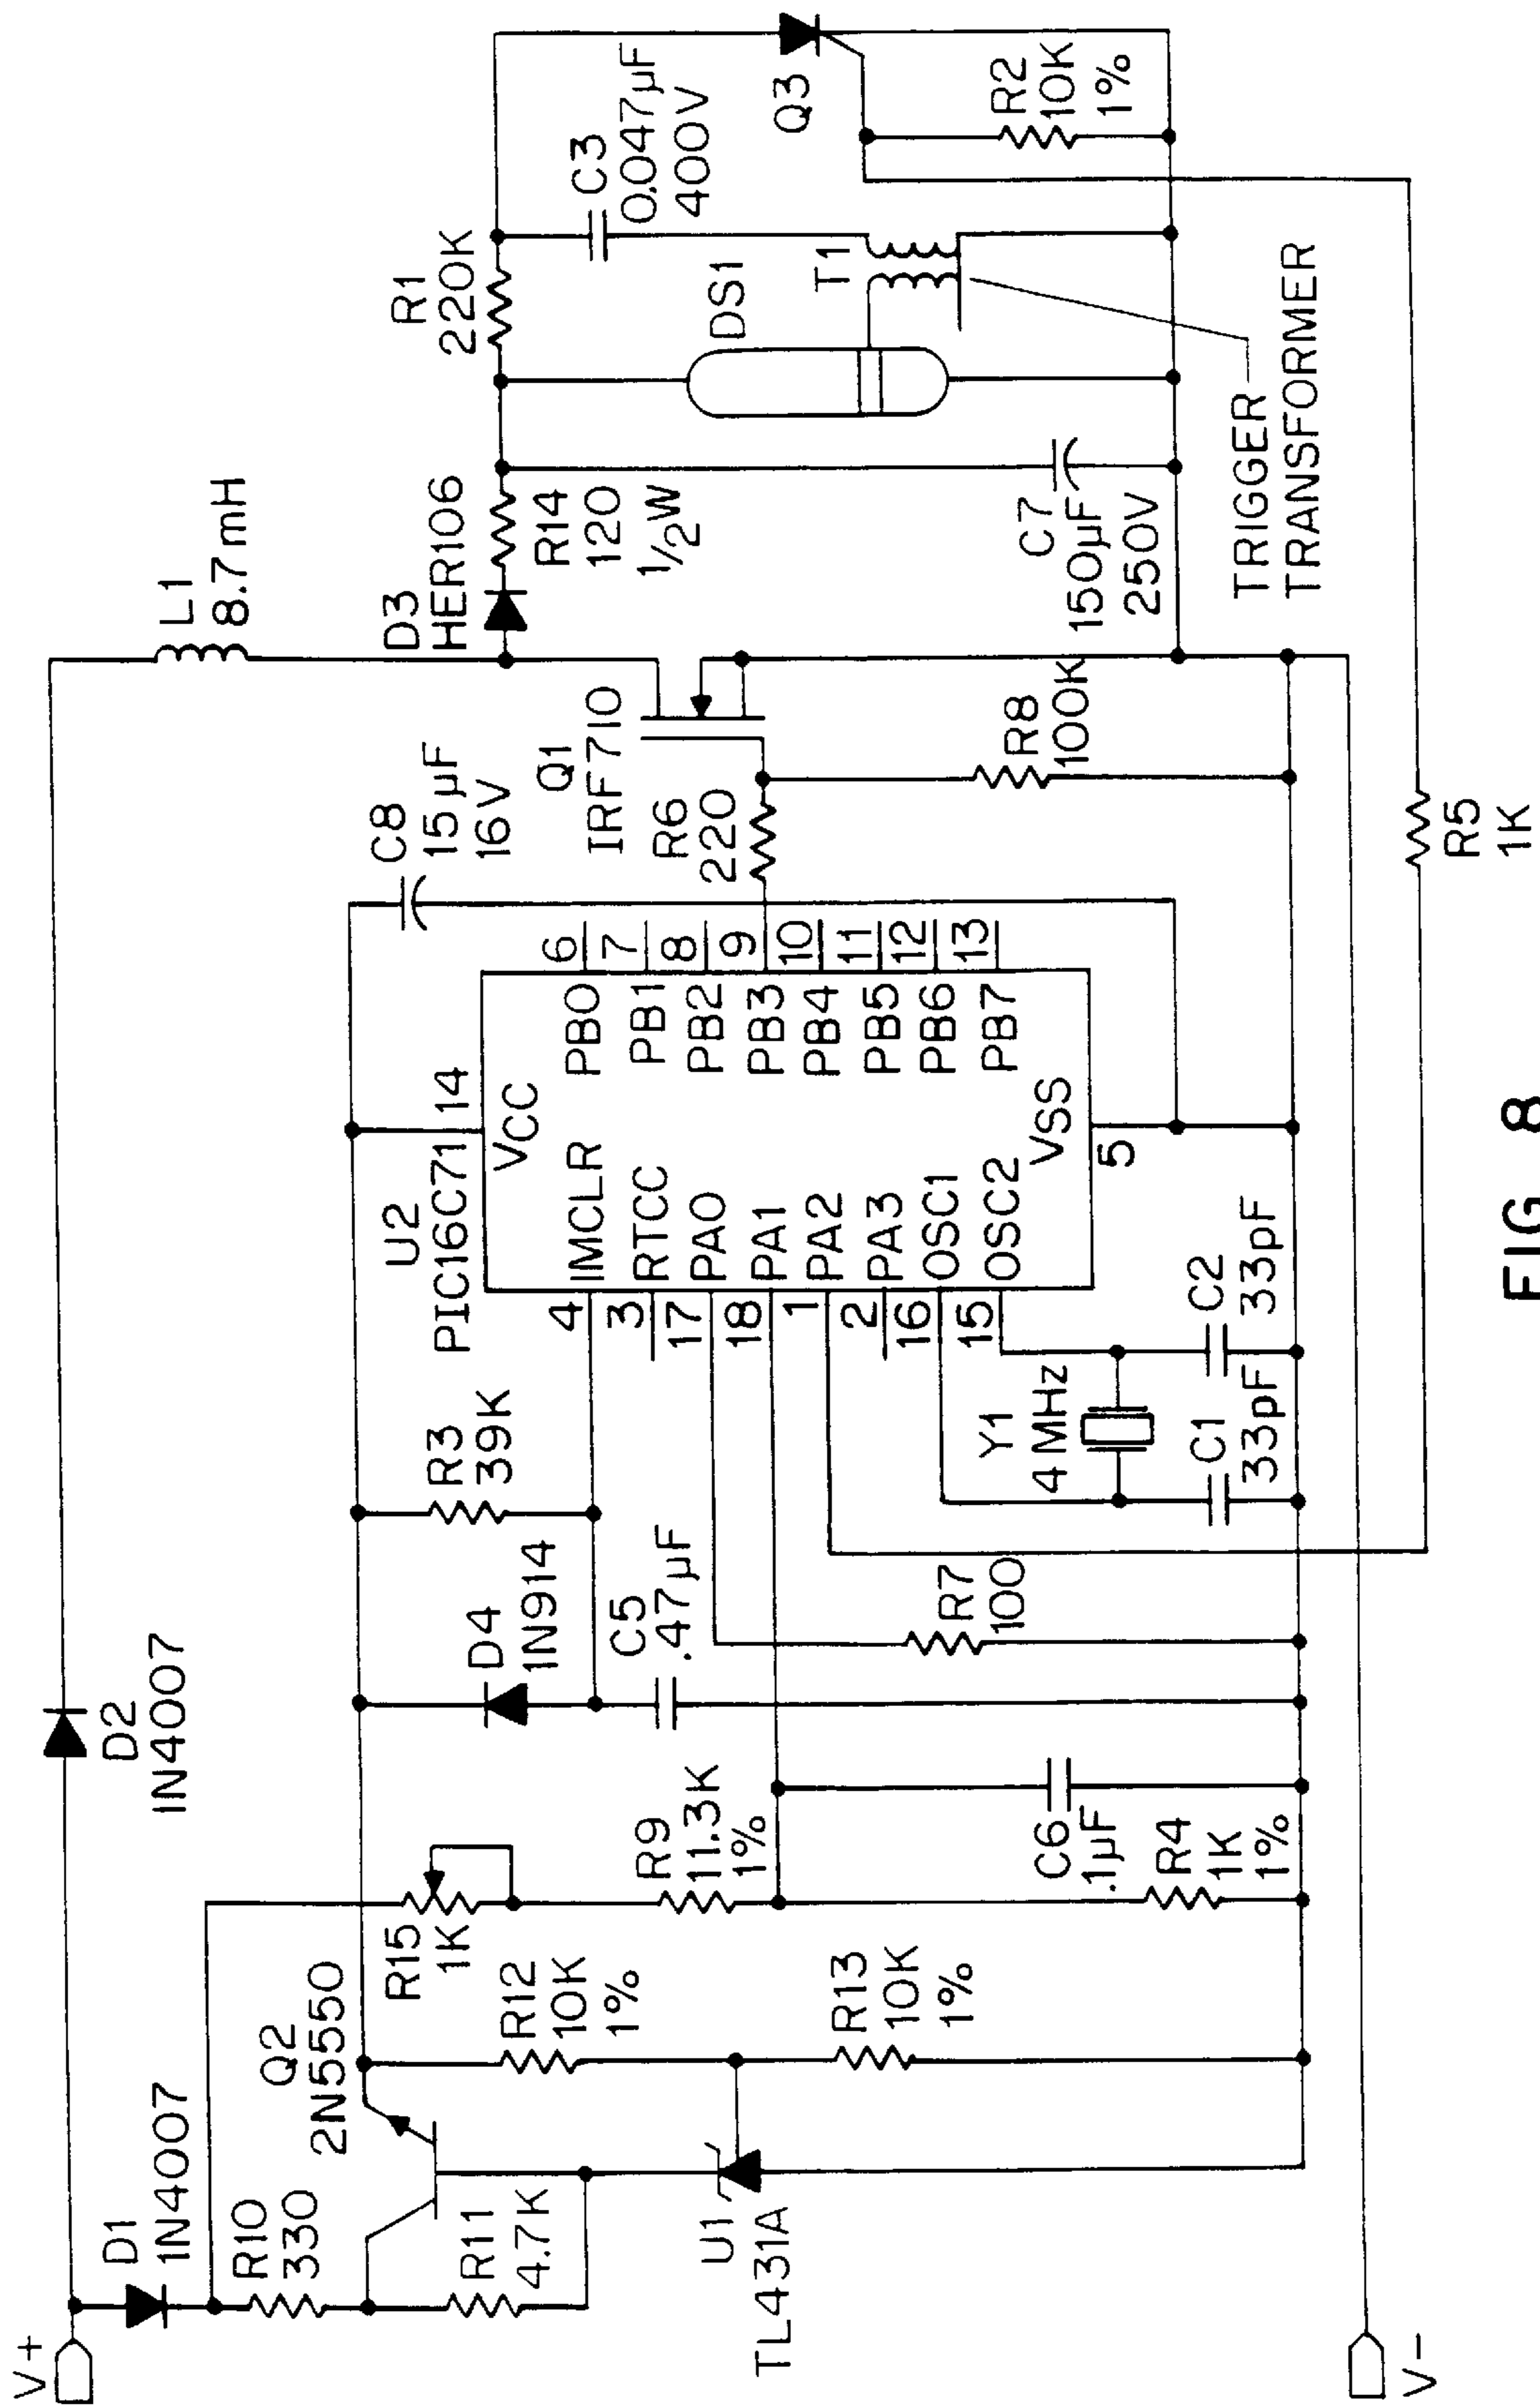 V+
D1
1N4007
R10
330
R11
4.7K
Q2
2N5550
U1
TL431A
R12
10K
1%
R13
10K
1%
R15
1K
R9
11.3K
1%
R4
1K
1%
C6
.1µF
D2
1N4007
D4
1N914
C5
.47µF
R3
39K
R7
100
U2
PIC16C71
14
VCC
IMCLR
RTCC
PA0
PA1
PA2
PA3
OSC1
OSC2
4
3
17
18
1
2
16
15
PB0
PB1
PB2
PB3
PB4
PB5
PB6
PB7
6
7
8
9
10
11
12
13
VSS
5
Y1
4MHz
C1
33pF
C2
33pF
C8
15µF
16V
R6
220
Q1
IRF710
R8
100K
L1
8.7mH
D3
HER106
R14
120
1/2W
C7
150µF
250V
R1
220K
DS1
T1
C3
0.047µF
400V
Q3
R2
10K
1%
TRIGGER
TRANSFORMER
R5
1K
V-
FIG. 8